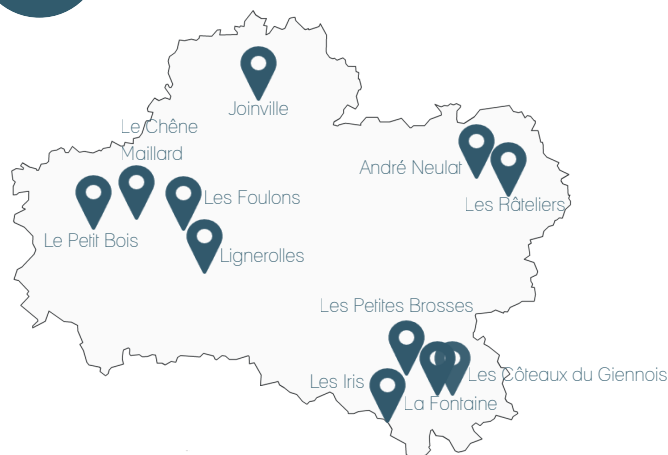 Joinville
Le Chêne
Maillard
André Neulat
Les Foulons
Les Râteliers
Le Petit Bois
Lignerolles
Les Petites Brosses
Les Iris
Les Côteaux du Giennois
La Fontaine